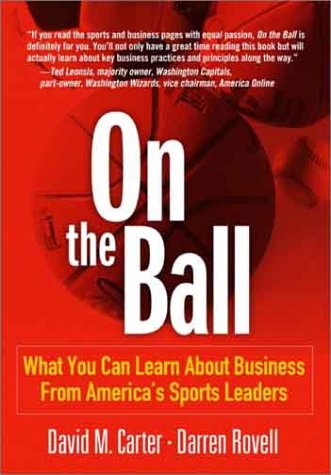 "If you read the sports and business pages with equal passion, On the Ball is
definitely for you. You'll not only have a great time reading this book but will
actually learn about key business practices and principles along the way."
—Ted Leonsis, majority owner, Washington Capitals,
part-owner, Washington Wizards, vice chairman, America Online
On
the
Ball
What You Can Learn About Business
From America's Sports Leaders
David M. Carter · Darren Rovell